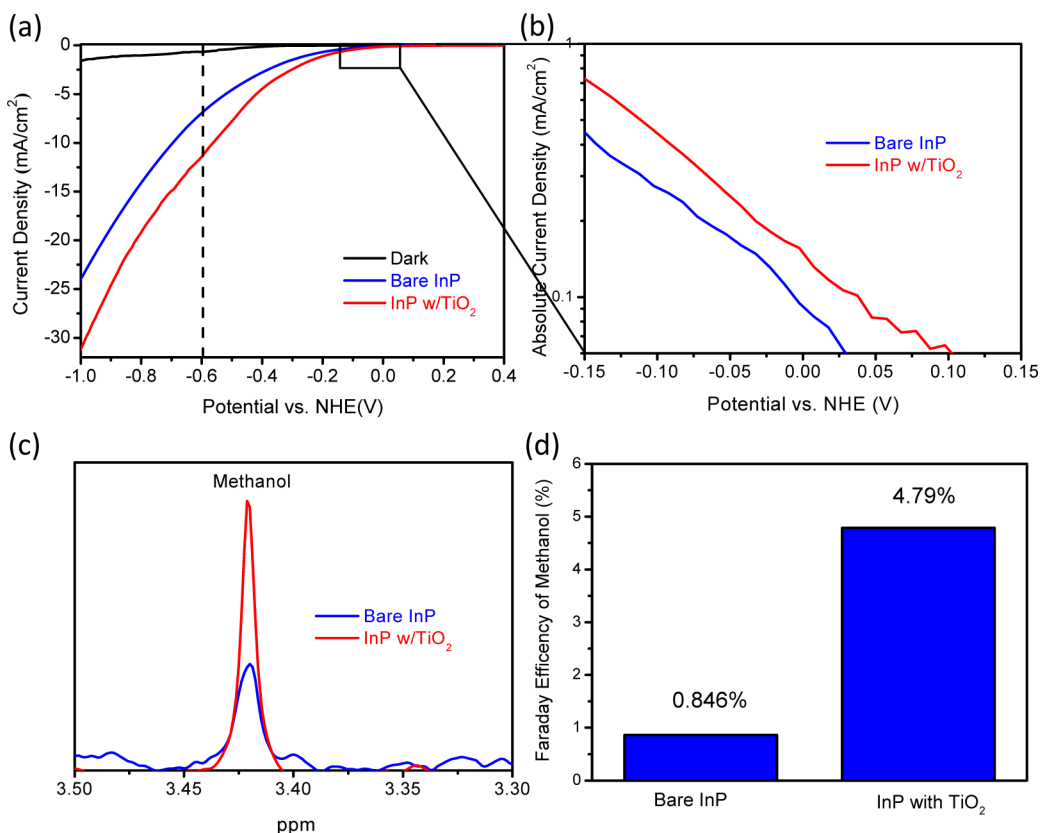 (a)
0
-5
-10
-15
-20
-25
-30
Current Density (mA/cm²)
Dark
Bare InP
InP w/TiO₂
-1.0 -0.8 -0.6 -0.4 -0.2 0.0 0.2 0.4
Potential vs. NHE(V)
(b)
1
0.1
Absolute Current Density (mA/cm²)
Bare InP
InP w/TiO₂
-0.15 -0.10 -0.05 0.00 0.05 0.10 0.15
Potential vs. NHE (V)
(c)
Methanol
Bare InP
InP w/TiO₂
3.50 3.45 3.40 3.35 3.30
ppm
(d)
6
5
4
3
2
1
0
Faraday Efficency of Methanol (%)
0.846%
4.79%
Bare InP
InP with TiO₂